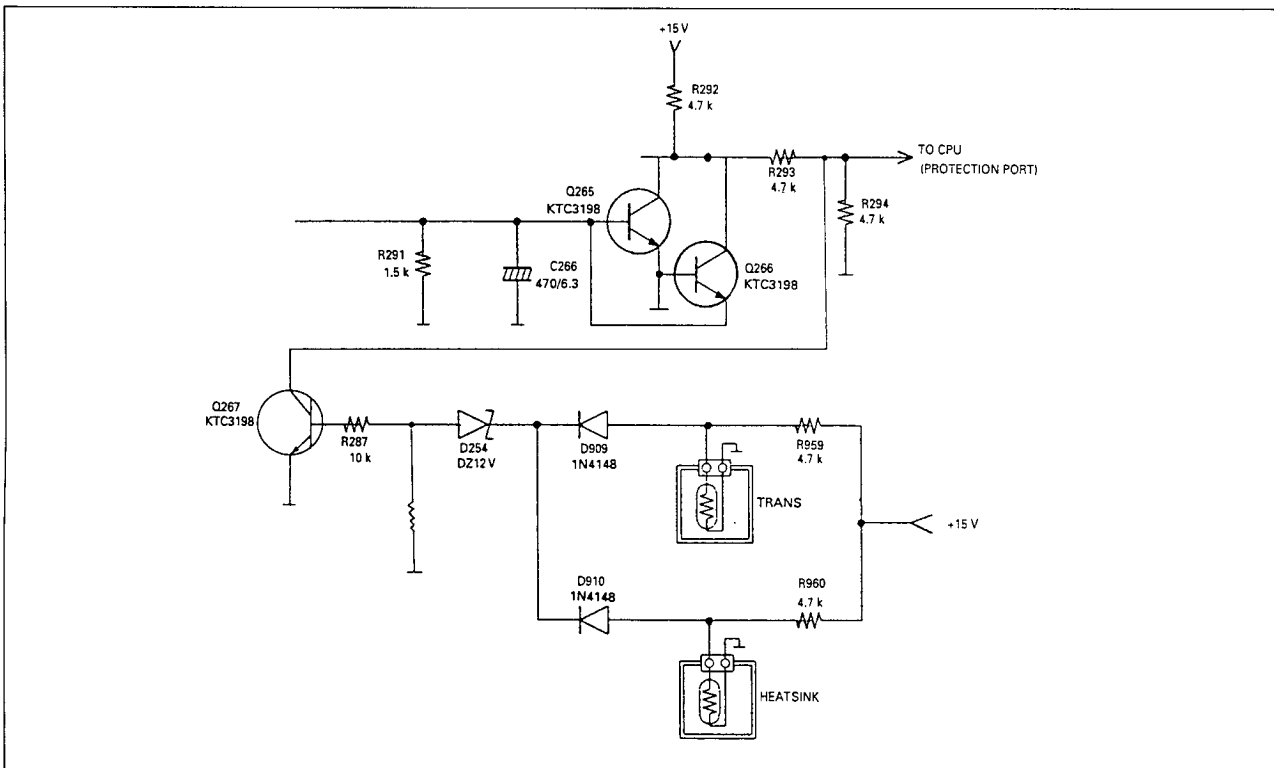 +15 V
R292
4.7 k
TO CPU
(PROTECTION PORT)
R293
4.7 k
Q265
KTC3198
R294
4.7 k
R291
1.5 k
C266
470/6.3
Q266
KTC3198
Q267
KTC3198
R287
10 k
D254
DZ12 V
D909
1N4148
R959
4.7 k
TRANS
+15 V
D910
1N4148
R960
4.7 k
HEATSINK